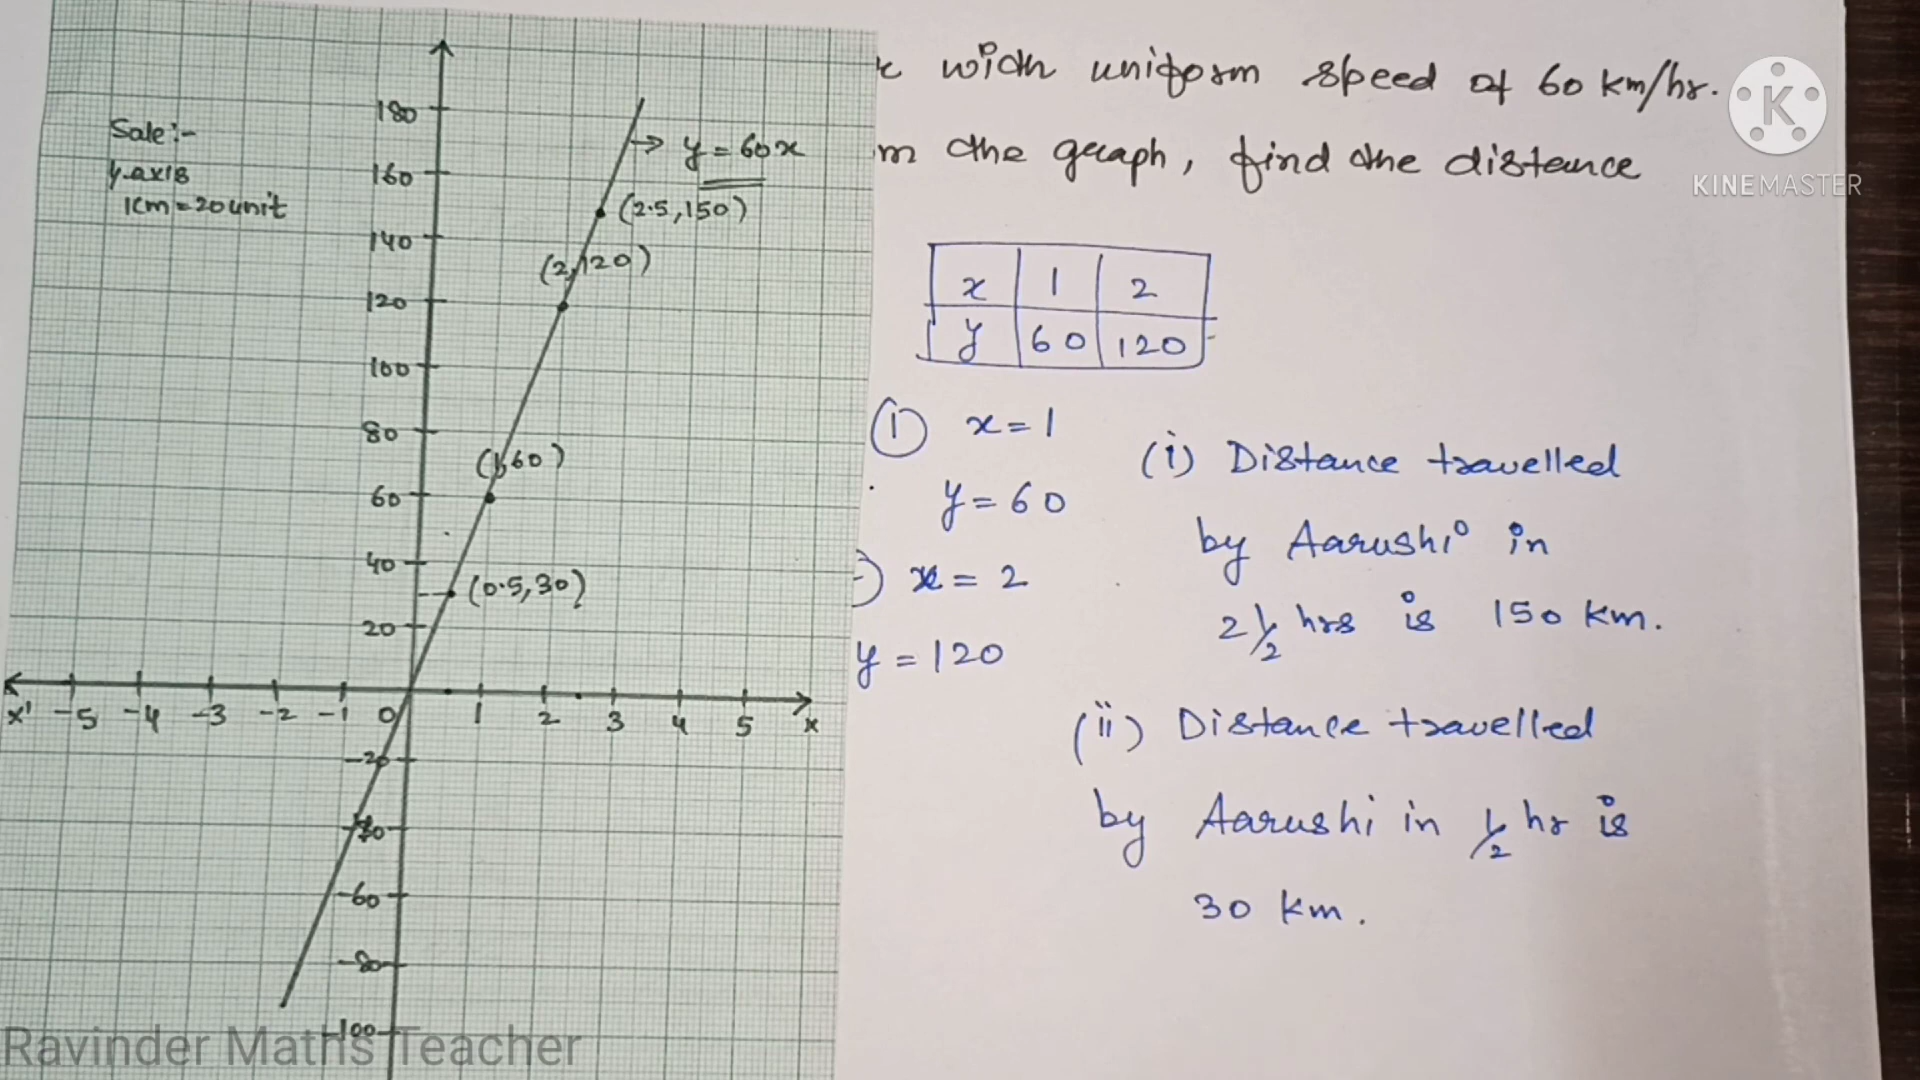 with uniform speed of 60 km/hr.
m the graph, find the distance
K
KINEMASTER
Sale:-
y-axis
1cm = 20 unit
180
160
140
120
100
80
60
40
20
y = 60x
(2.5,150)
(2,120)
(1,60)
(0.5,30)
x' -5 -4 -3 -2 -1 0 1 2 3 4 5 x
-20
-40
-60
-80
-100
x 1 2
y 60 120
(1) x = 1
y = 60
x = 2
y = 120
(i) Distance travelled
by Aarushi in
2 1/2 hrs is 150 km.
(ii) Distance travelled
by Aarushi in 1/2 hr is
30 km.
Ravinder Maths Teacher